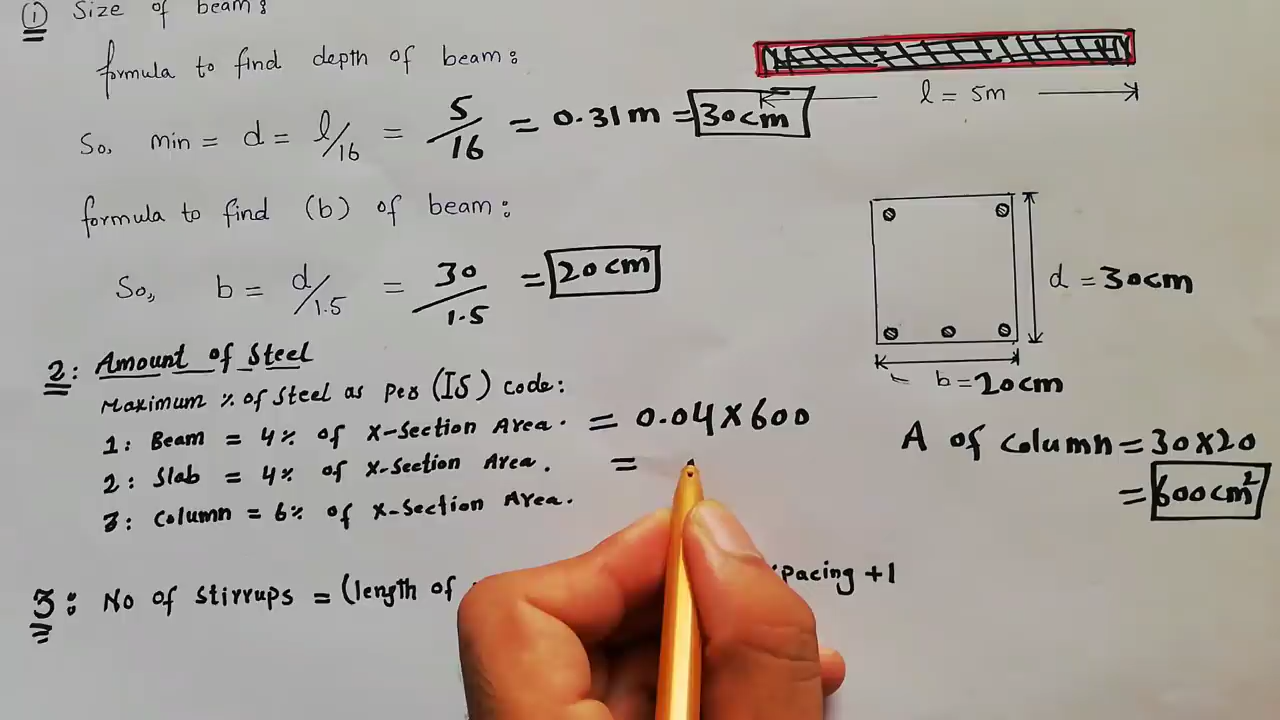 (i) Size of beam:
formula to find depth of beam:
l = 5m
So, min = d = l/16 = 5/16 = 0.31m = 30cm
formula to find (b) of beam:
So, b = d/1.5 = 30/1.5 = 20cm
d = 30cm
b = 20cm
2: Amount of Steel
Maximum % of Steel as Per (IS) code:
1: Beam = 4% of X-Section Area. = 0.04 X 600
2: Slab = 4% of X-Section Area. =
3: Column = 6% of X-Section Area.
A of Column = 30 X 20
= 600cm²
3: No of stirrups = (length of spacing + 1